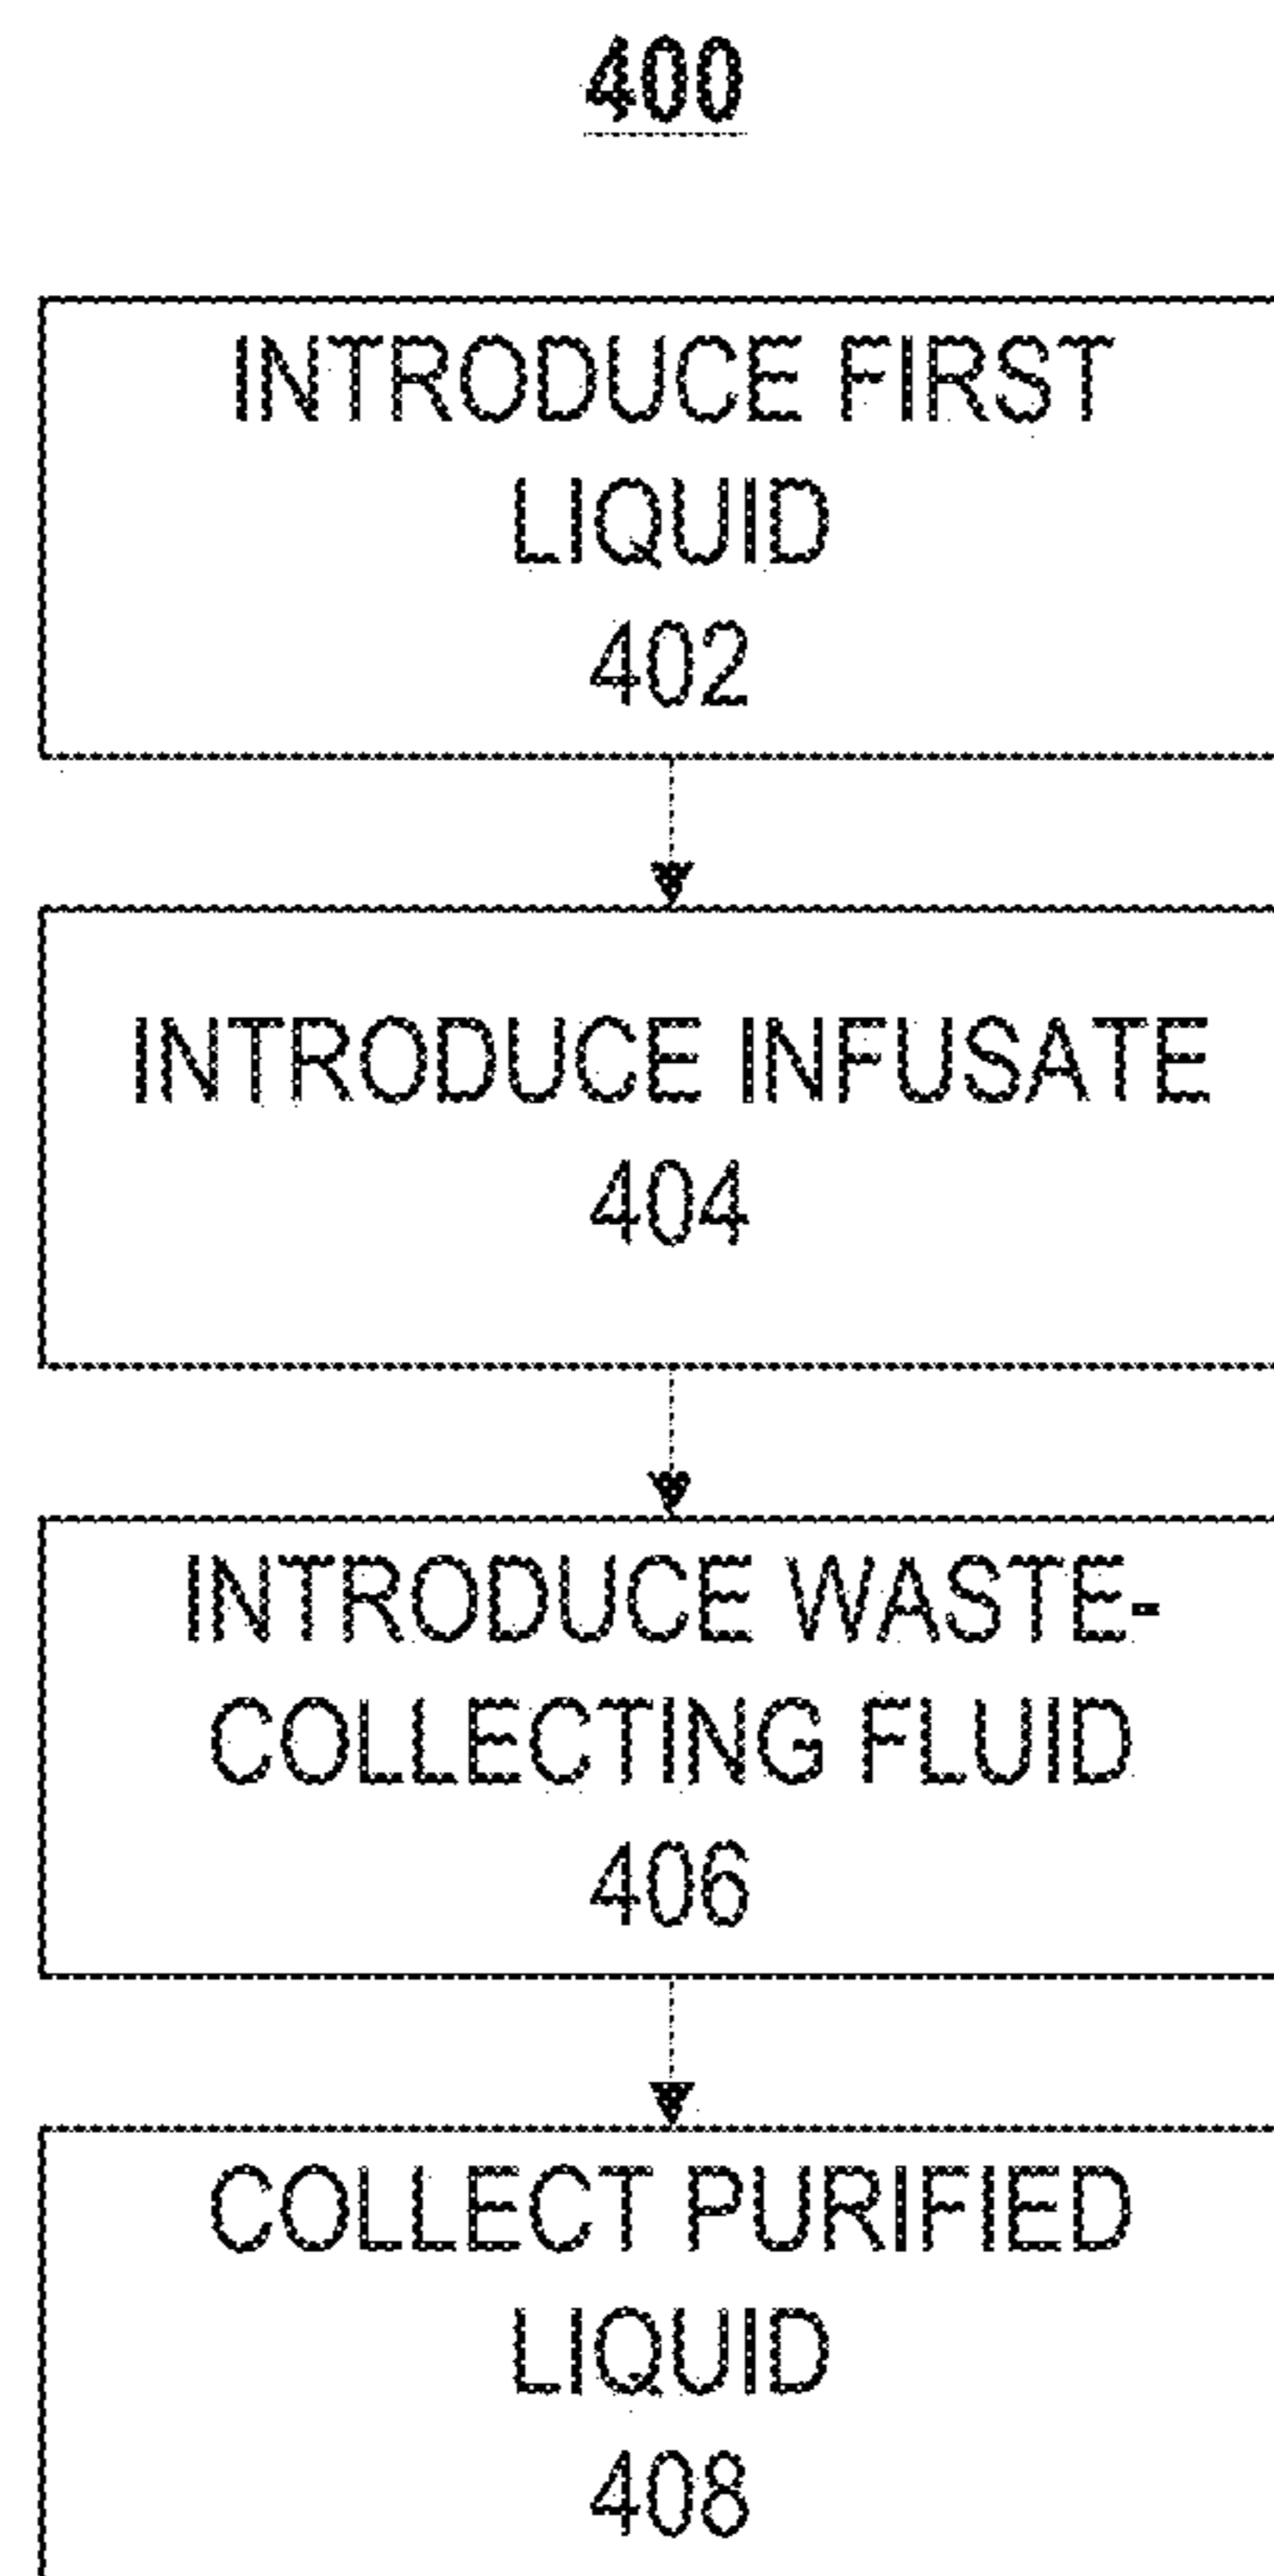 400
INTRODUCE FIRST
LIQUID
402
INTRODUCE INFUSATE
404
INTRODUCE WASTE-
COLLECTING FLUID
406
COLLECT PURIFIED
LIQUID
408